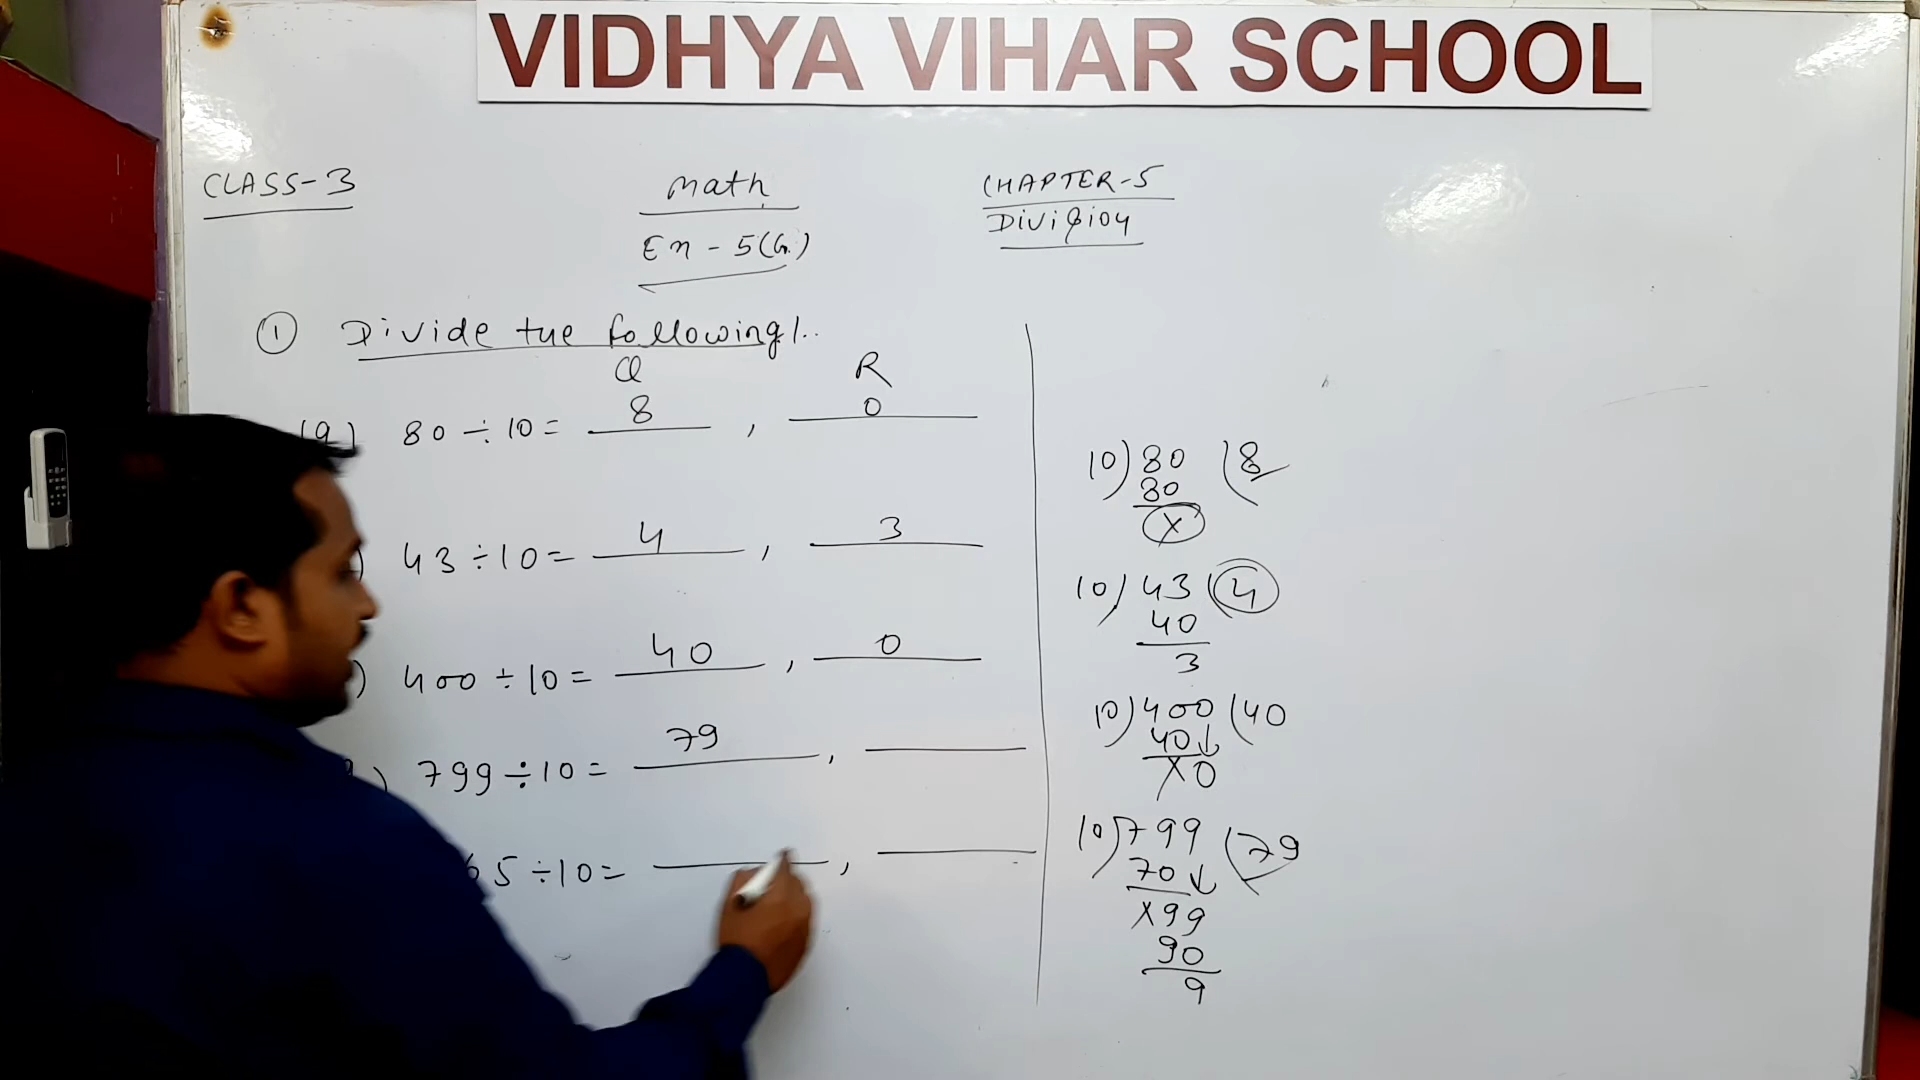 VIDHYA VIHAR SCHOOL
CLASS-3
Math
CHAPTER-5
Ex - 5(G)
Division
① Divide the following:-
Q R
(a) 80 ÷ 10 = 8 , 0
) 43 ÷ 10 = 4 , 3
) 400 ÷ 10 = 40 , 0
) 799 ÷ 10 = 79 ,
65 ÷ 10 = ,
10)80(8
80
X
10)43(4
40
3
10)400(40
40↓
X0
10)799(79
70↓
X99
90
9